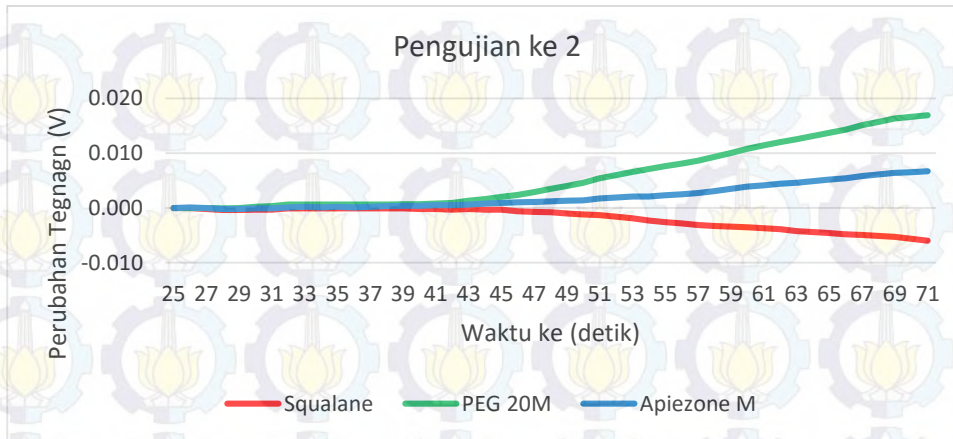 Pengujian ke 2
Perubahan Tegnagn (V)
0.020
0.010
0.000
-0.010
25 27 29 31 33 35 37 39 41 43 45 47 49 51 53 55 57 59 61 63 65 67 69 71
Waktu ke (detik)
Squalane PEG 20M Apiezone M